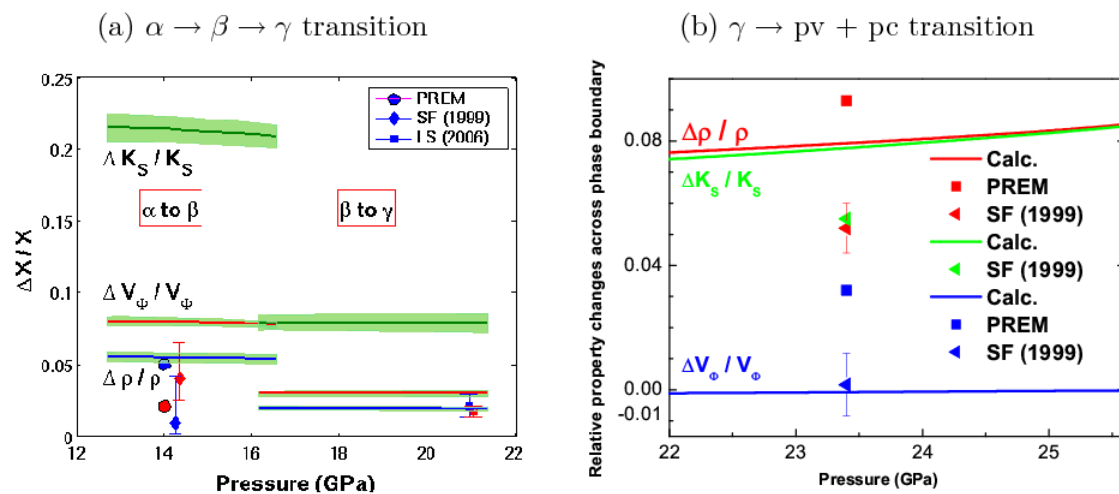 (a) α → β → γ transition
0.25
0.2
0.15
0.1
0.05
0
ΔX / X
PREM
SF (1999)
LS (2006)
Δ K_S / K_S
α to β
β to γ
Δ V_Φ / V_Φ
Δ ρ / ρ
12
14
16
18
20
22
Pressure (GPa)
(b) γ → pv + pc transition
Relative property changes across phase boundary
0.08
0.04
0.00
-0.01
Δρ / ρ
ΔK_S / K_S
ΔV_Φ / V_Φ
Calc.
PREM
SF (1999)
Calc.
SF (1999)
Calc.
PREM
SF (1999)
22
23
24
25
Pressure (GPa)